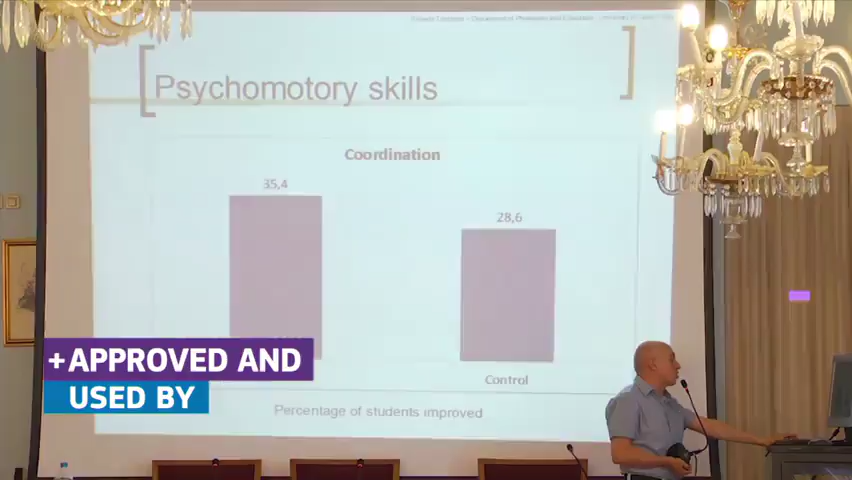 Psychomotory skills
Coordination
35,4
28,6
+APPROVED AND
USED BY
Control
Percentage of students improved